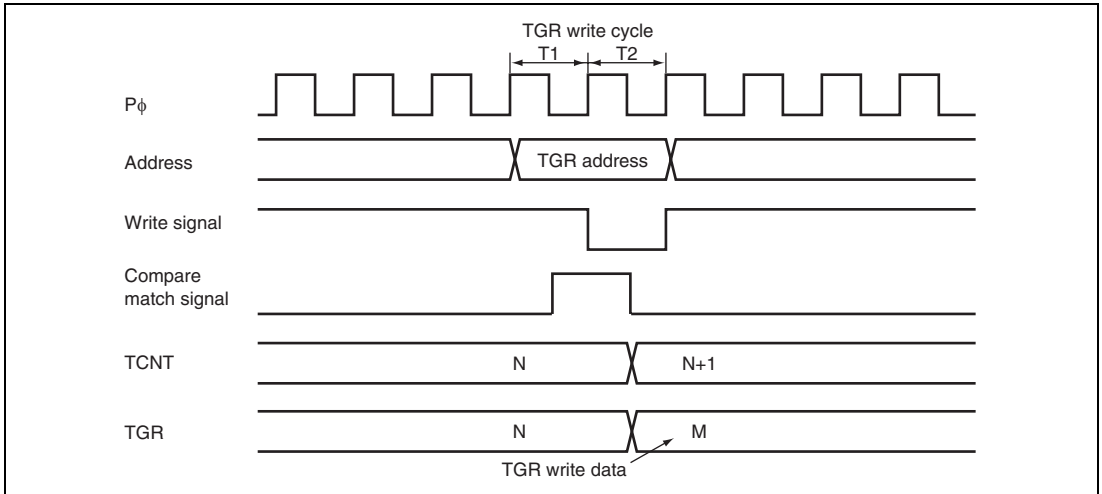 TGR write cycle
T1 T2
Pϕ
Address
TGR address
Write signal
Compare
match signal
TCNT
N
N+1
TGR
N
M
TGR write data